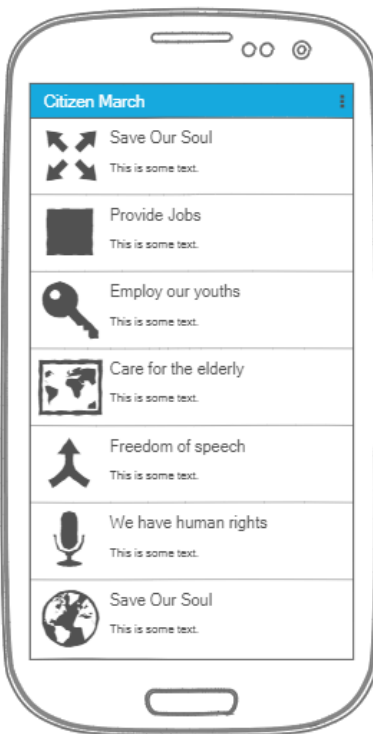 Citizen March
Save Our Soul
This is some text.
Provide Jobs
This is some text.
Employ our youths
This is some text.
Care for the elderly
This is some text.
Freedom of speech
This is some text.
We have human rights
This is some text.
Save Our Soul
This is some text.